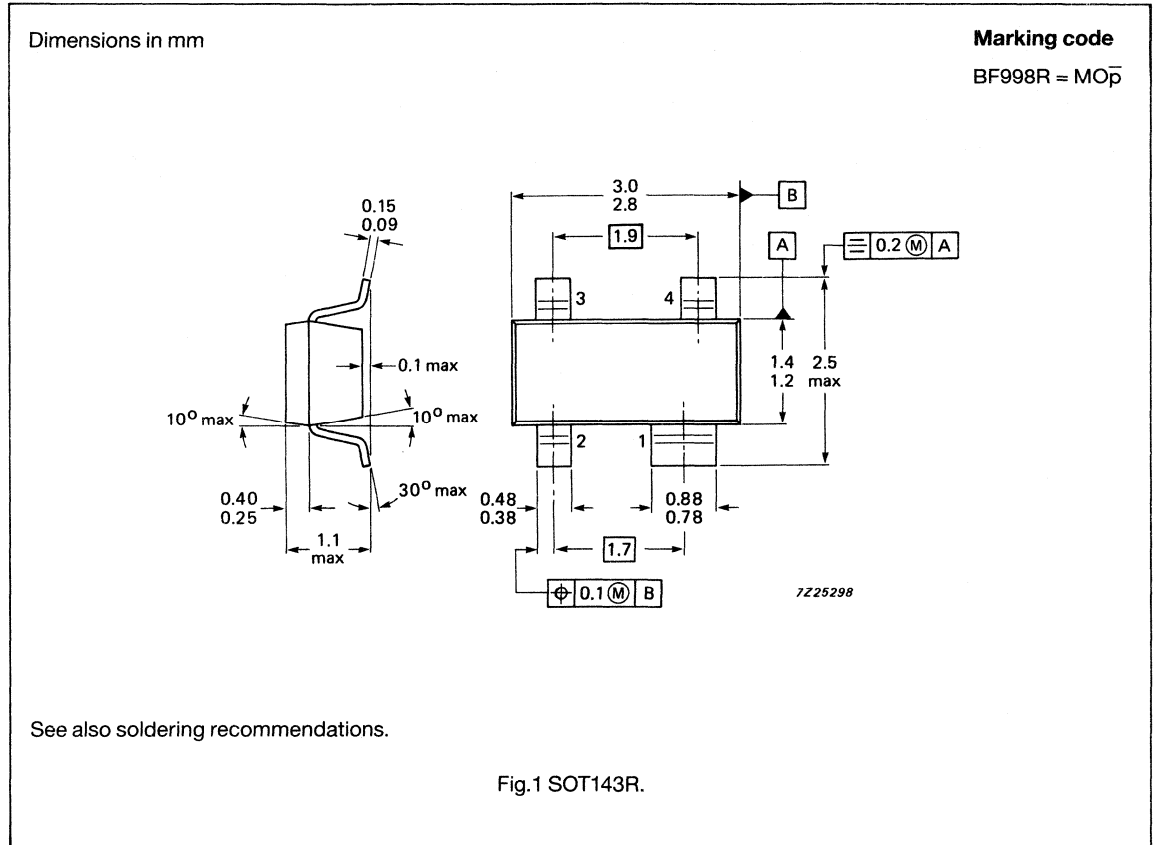 Dimensions in mm
Marking code
BF998R = MOp̅
3.0
2.8
B
0.15
0.09
1.9
A
⌯ 0.2 Ⓜ A
3
4
0.1 max
1.4
1.2
2.5
max
10° max
10° max
2
1
30° max
0.40
0.25
0.48
0.38
0.88
0.78
1.1
max
1.7
⌖ 0.1 Ⓜ B
7Z25298
See also soldering recommendations.
Fig.1 SOT143R.